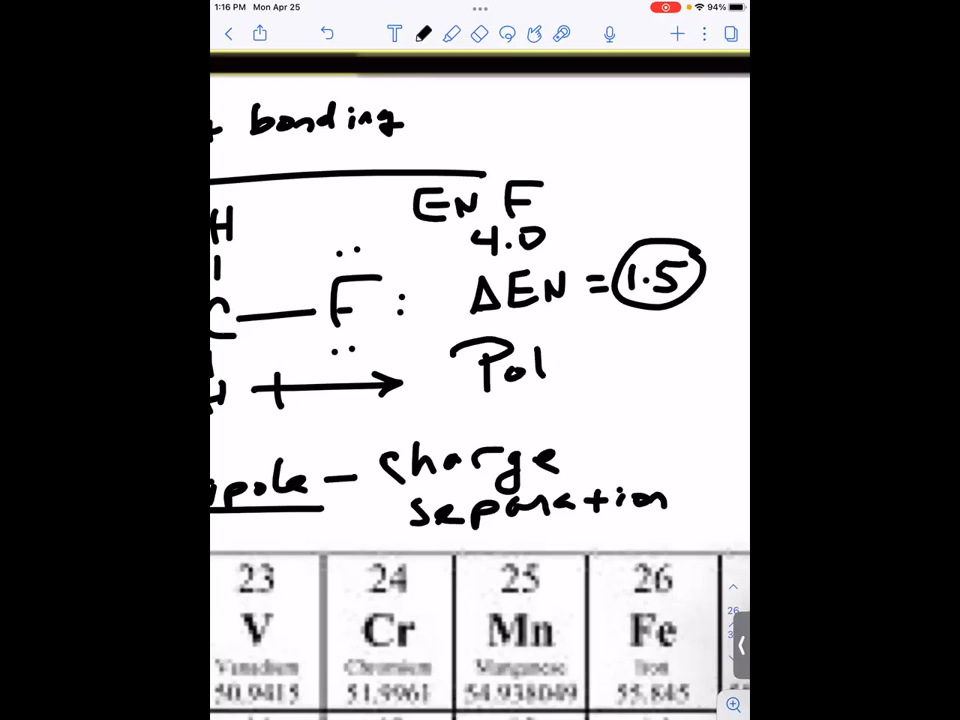 1:16 PM Mon Apr 25
94%
bonding
EN F
4.0
H
C — F :
ΔEN = 1.5
Pol
H
pole - charge
separation
23 24 25 26
V Cr Mn Fe
Vanadium Chromium Manganese Iron
50.9415 51.9961 54.938049 55.845